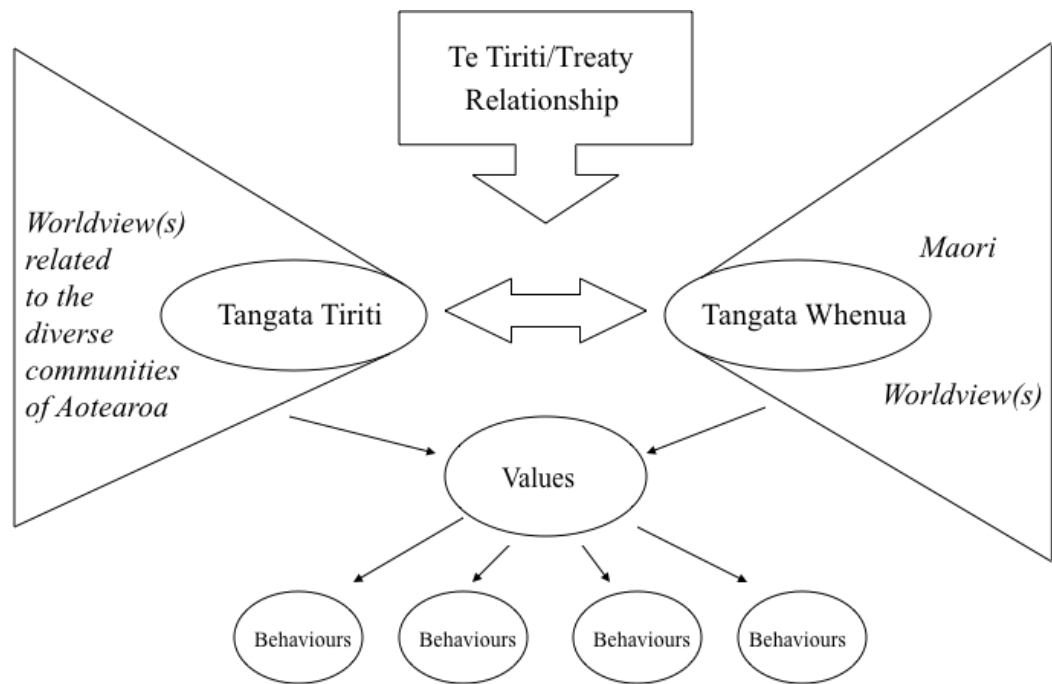 Te Tiriti/Treaty
Relationship
Worldview(s)
related
to the
diverse
communities
of Aotearoa
Tangata Tiriti
Tangata Whenua
Maori
Worldview(s)
Values
Behaviours
Behaviours
Behaviours
Behaviours